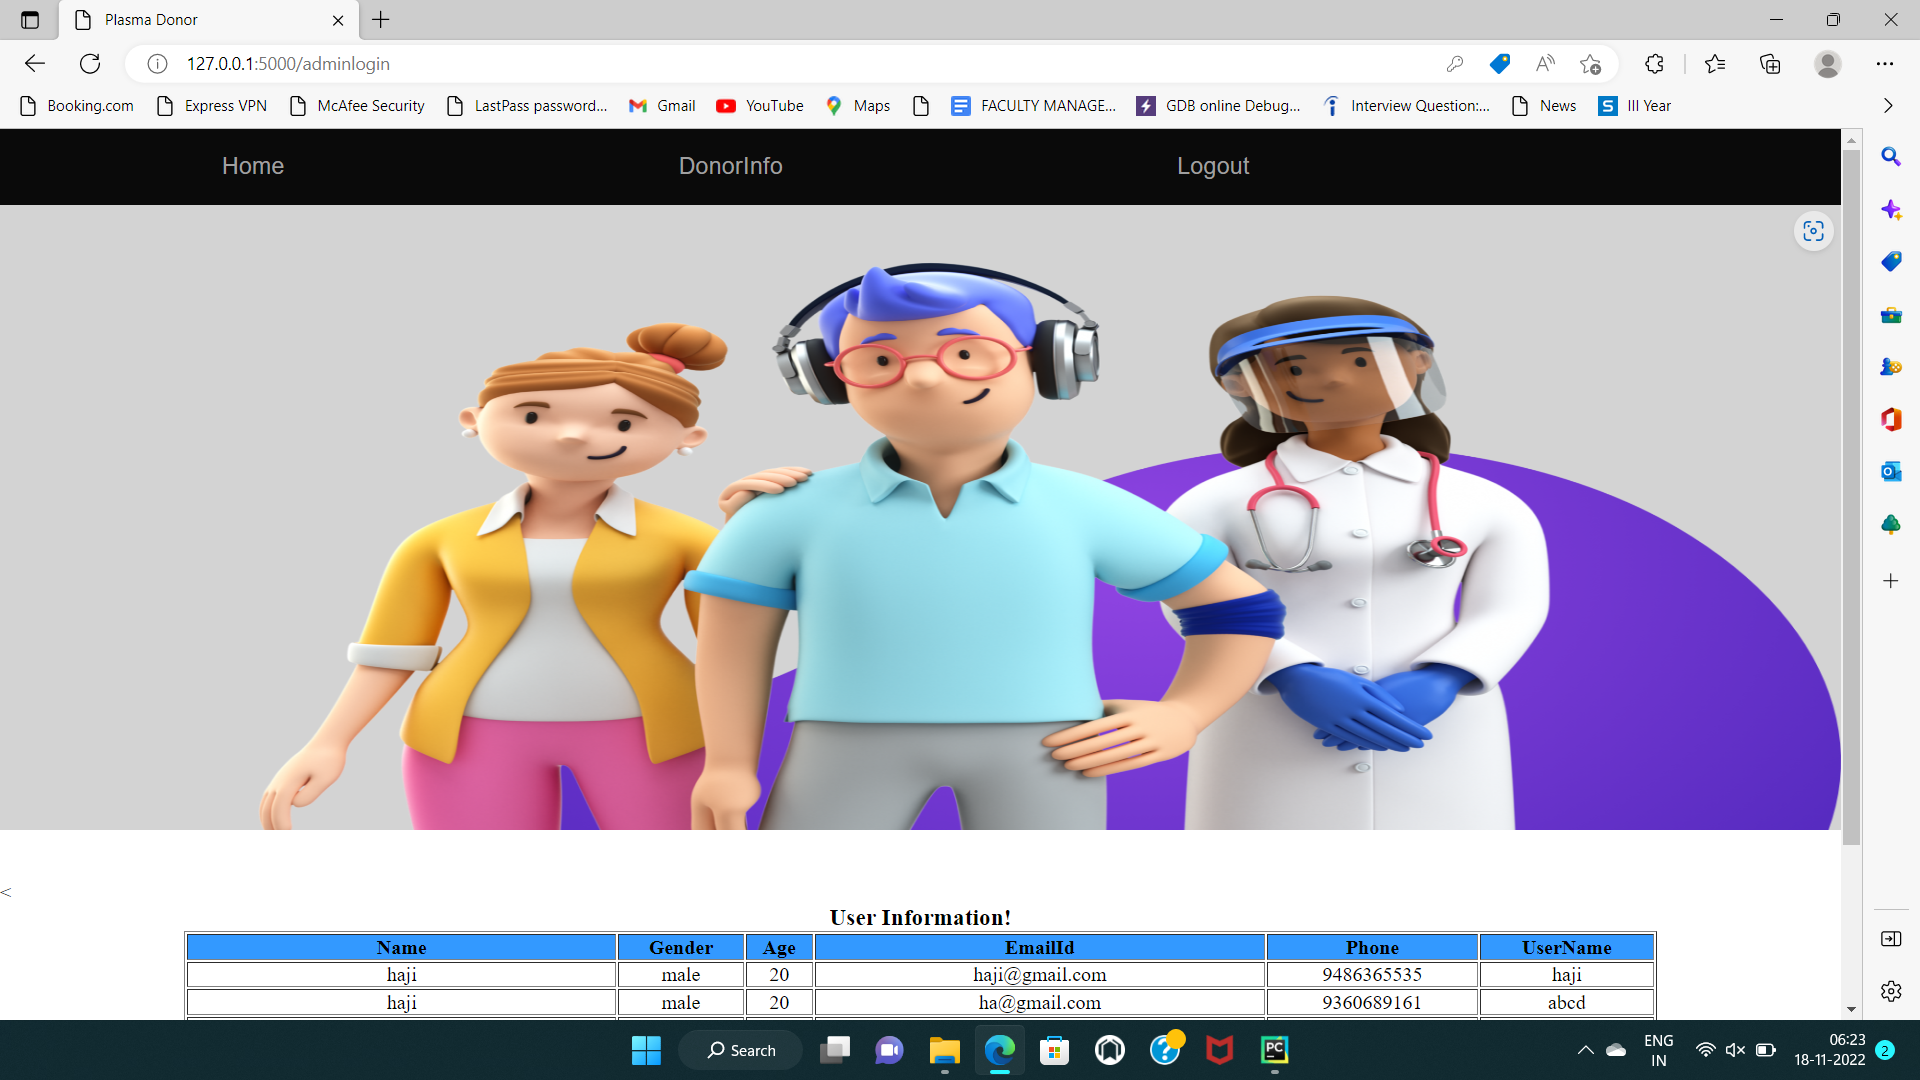 Plasma Donor
127.0.0.1:5000/adminlogin
Booking.com Express VPN McAfee Security LastPass password... Gmail YouTube Maps FACULTY MANAGE... GDB online Debug... Interview Question:... News S III Year
Home DonorInfo Logout
<
User Information!
Name Gender Age EmailId Phone UserName
haji male 20 haji@gmail.com 9486365535 haji
haji male 20 ha@gmail.com 9360689161 abcd
Search
PC
ENG
IN
06:23
18-11-2022
2